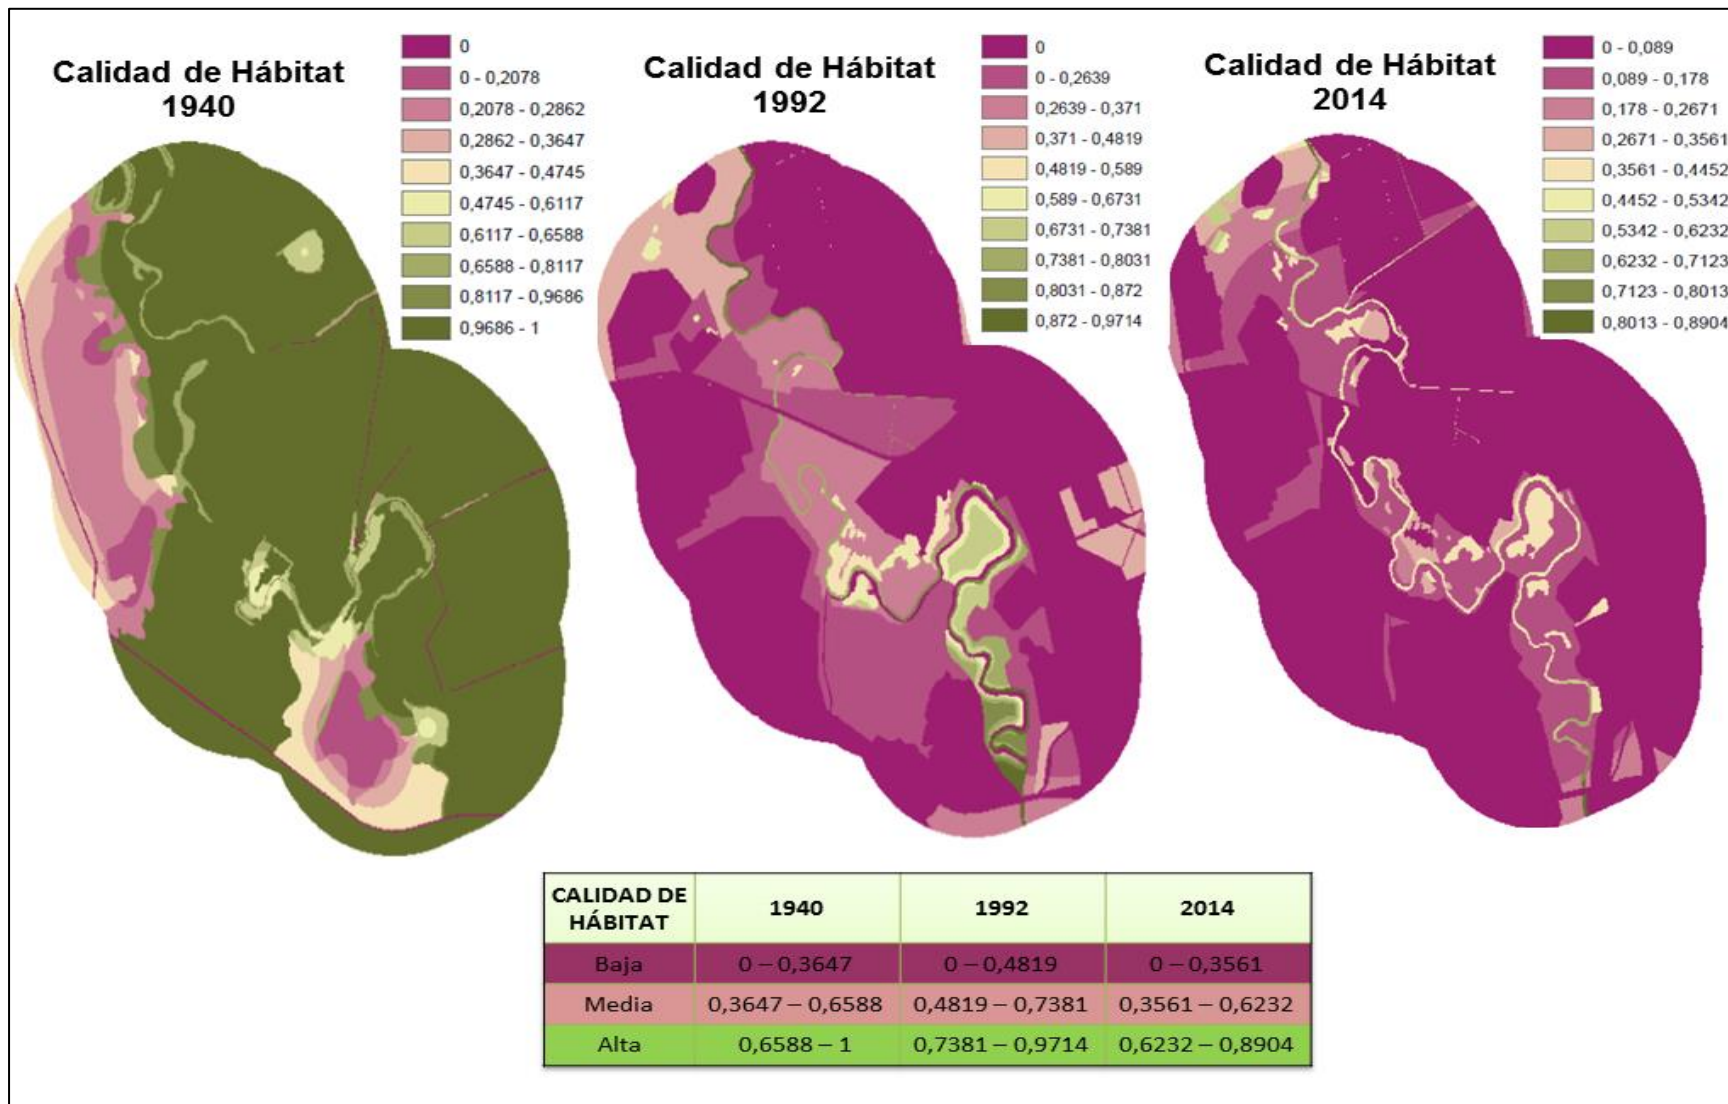 Calidad de Hábitat
1940
0
0 - 0,2078
0,2078 - 0,2862
0,2862 - 0,3647
0,3647 - 0,4745
0,4745 - 0,6117
0,6117 - 0,6588
0,6588 - 0,8117
0,8117 - 0,9686
0,9686 - 1
Calidad de Hábitat
1992
0
0 - 0,2639
0,2639 - 0,371
0,371 - 0,4819
0,4819 - 0,589
0,589 - 0,6731
0,6731 - 0,7381
0,7381 - 0,8031
0,8031 - 0,872
0,872 - 0,9714
Calidad de Hábitat
2014
0 - 0,089
0,089 - 0,178
0,178 - 0,2671
0,2671 - 0,3561
0,3561 - 0,4452
0,4452 - 0,5342
0,5342 - 0,6232
0,6232 - 0,7123
0,7123 - 0,8013
0,8013 - 0,8904
CALIDAD DE HÁBITAT 1940 1992 2014
Baja 0 – 0,3647 0 – 0,4819 0 – 0,3561
Media 0,3647 – 0,6588 0,4819 – 0,7381 0,3561 – 0,6232
Alta 0,6588 – 1 0,7381 – 0,9714 0,6232 – 0,8904